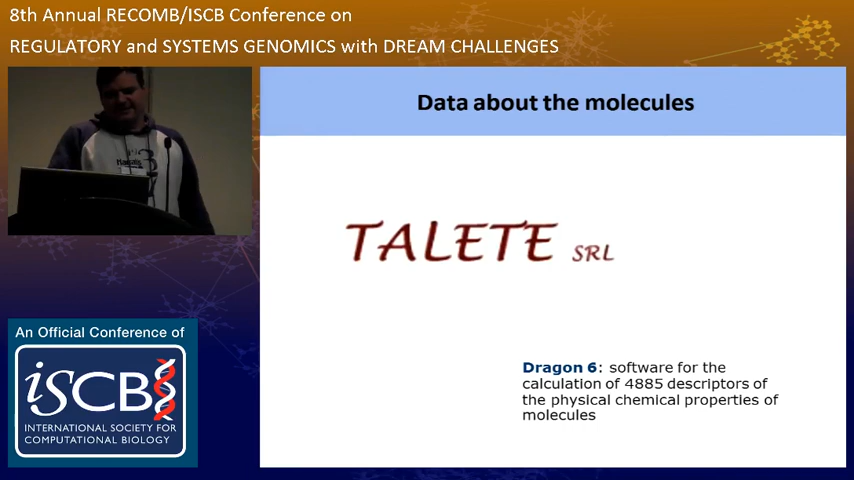 8th Annual RECOMB/ISCB Conference on
REGULATORY and SYSTEMS GENOMICS with DREAM CHALLENGES
Data about the molecules
TALETE SRL
Dragon 6: software for the
calculation of 4885 descriptors of
the physical chemical properties of
molecules
An Official Conference of
iSCB
INTERNATIONAL SOCIETY FOR
COMPUTATIONAL BIOLOGY